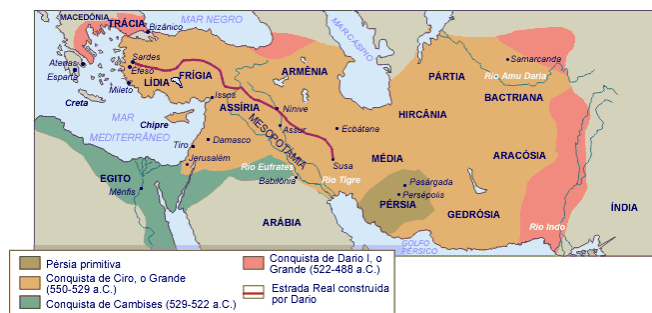 MACEDÓNIA
TRÁCIA
Bizânico
MAR NEGRO
MAR CÁSPIO
Sardes
Atenas
Esparta
Éfeso
Mileto
LÍDIA
FRÍGIA
ARMÊNIA
PÁRTIA
Samarcanda
Rio Amu Daria
BACTRIANA
Creta
Issos
ASSÍRIA
Nínive
HIRCÂNIA
MAR
MEDITERRÂNEO
Chipre
Assur
MESOPOTÂMIA
Ecbátana
Tiro
Damasco
Jerusalém
MÉDIA
ARACÓSIA
Susa
EGITO
Mênfis
Rio Eufrates
Babilônia
Rio Tigre
Pasárgada
Persépolis
PÉRSIA
GEDRÓSIA
ÍNDIA
ARÁBIA
Rio Indo
GOLFO
PÉRSICO
Pérsia primitiva
Conquista de Ciro, o Grande
(550-529 a.C.)
Conquista de Cambises (529-522 a.C.)
Conquista de Dario I, o
Grande (522-488 a.C.)
Estrada Real construida
por Dario